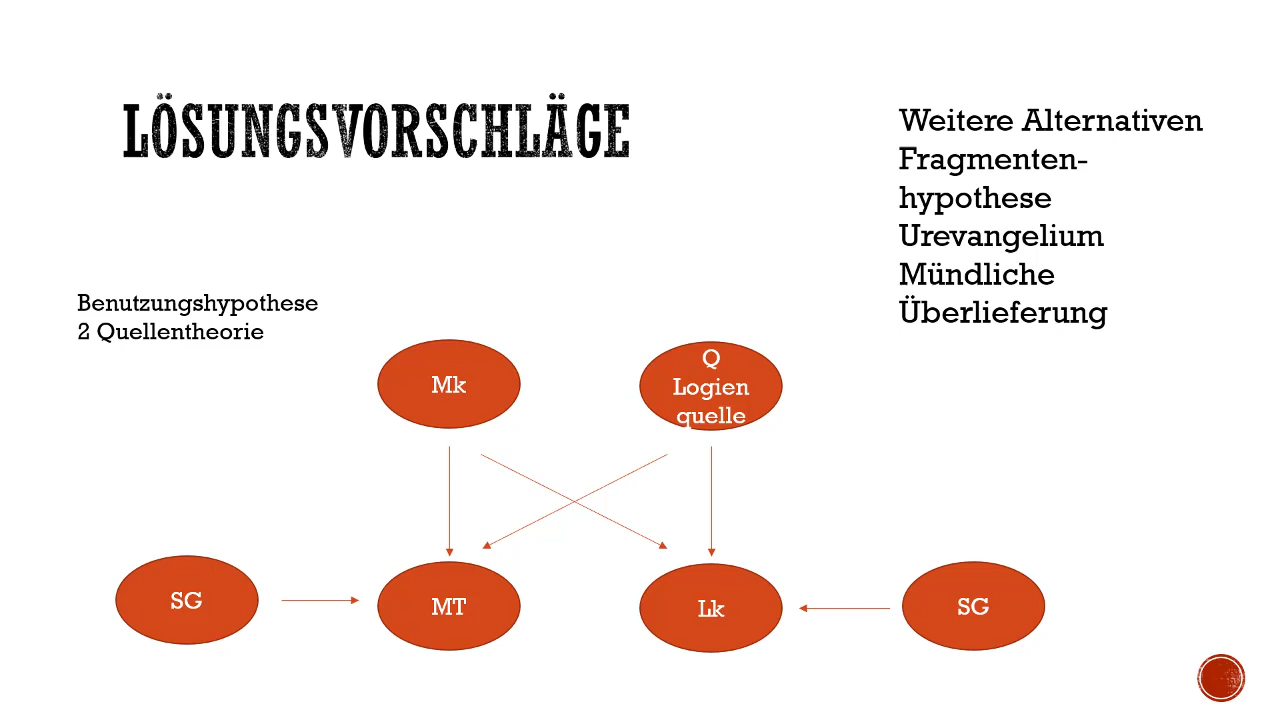 LÖSUNGSVORSCHLÄGE
Weitere Alternativen
Fragmenten-
hypothese
Urevangelium
Mündliche
Überlieferung
Benutzungshypothese
2 Quellentheorie
Mk
Q
Logien
quelle
SG
MT
Lk
SG